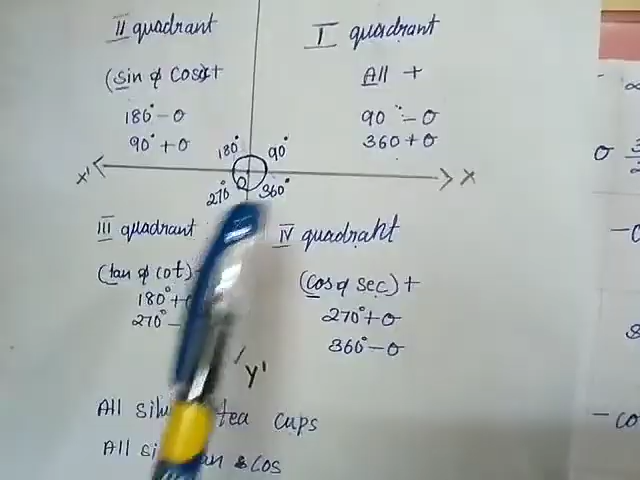 II quadrant
(sin & cosx+
180° - θ
90° + θ
I quadrant
All +
90° - θ
360 + θ
180° 90°
270° 360°
x' x
III quadrant
(tan & cot)
180° +
270° -
IV quadrant
(cos & sec) +
270° + θ
360° - θ
y'
All tea cups
All & cos